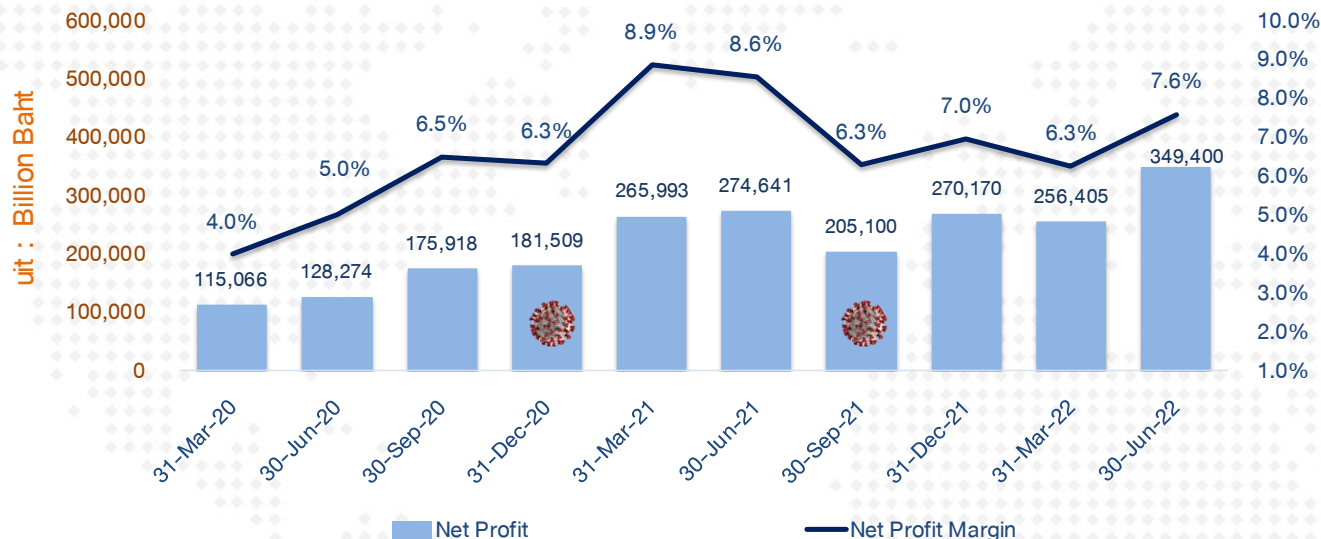 uit : Billion Baht
600,000
500,000
400,000
300,000
200,000
100,000
0
10.0%
9.0%
8.0%
7.0%
6.0%
5.0%
4.0%
3.0%
2.0%
1.0%
4.0%
5.0%
6.5%
6.3%
8.9%
8.6%
6.3%
7.0%
6.3%
7.6%
115,066
128,274
175,918
181,509
265,993
274,641
205,100
270,170
256,405
349,400
31-Mar-20
30-Jun-20
30-Sep-20
31-Dec-20
31-Mar-21
30-Jun-21
30-Sep-21
31-Dec-21
31-Mar-22
30-Jun-22
Net Profit
Net Profit Margin